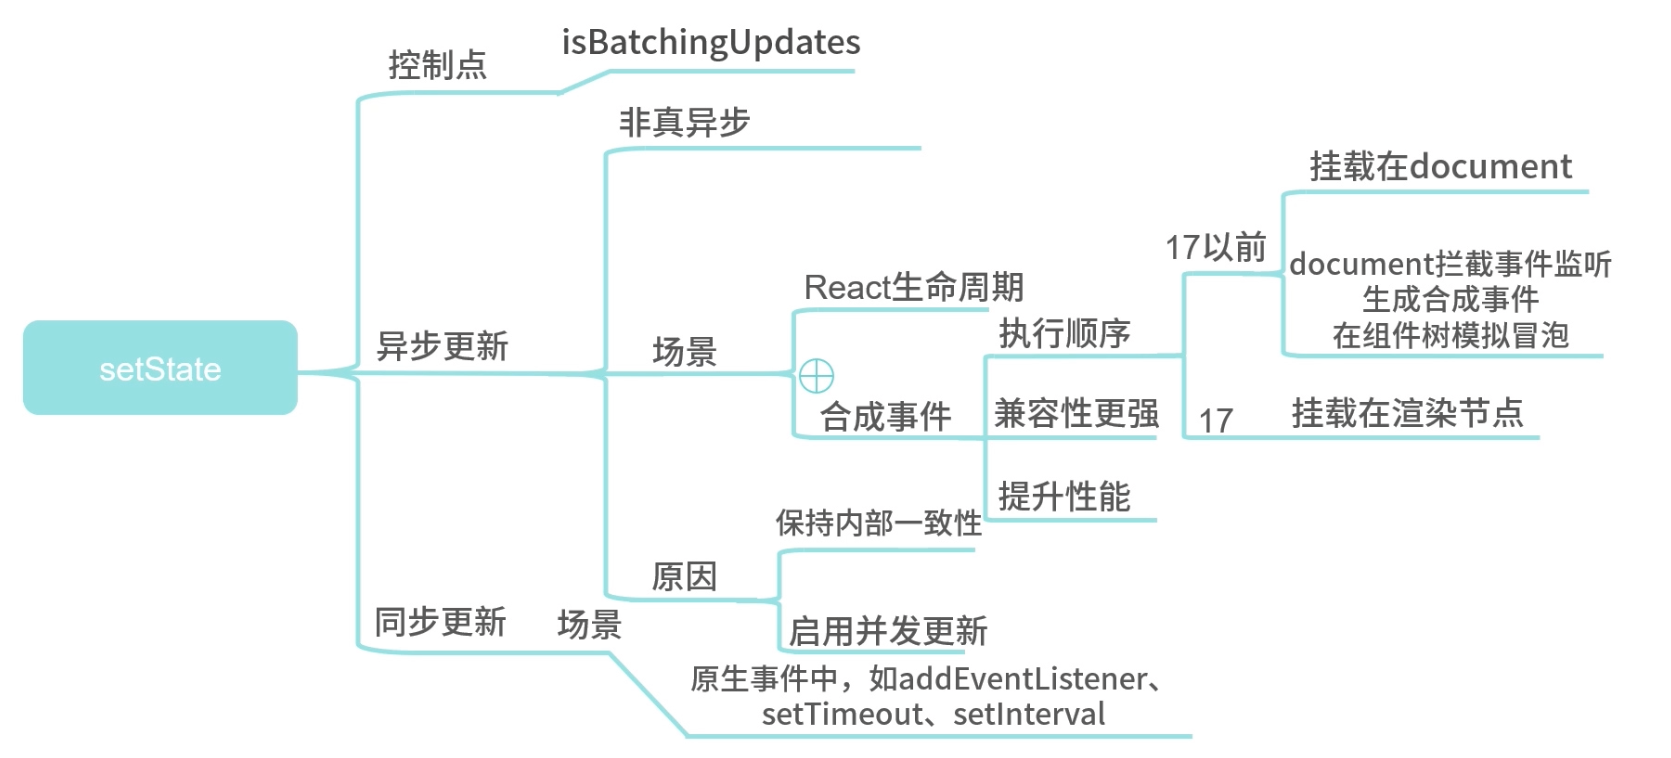 setState
控制点
isBatchingUpdates
异步更新
非真异步
场景
React生命周期
合成事件
执行顺序
17以前
挂载在document
document拦截事件监听
生成合成事件
在组件树模拟冒泡
17
挂载在渲染节点
兼容性更强
提升性能
原因
保持内部一致性
启用并发更新
同步更新
场景
原生事件中，如addEventListener、
setTimeout、setInterval